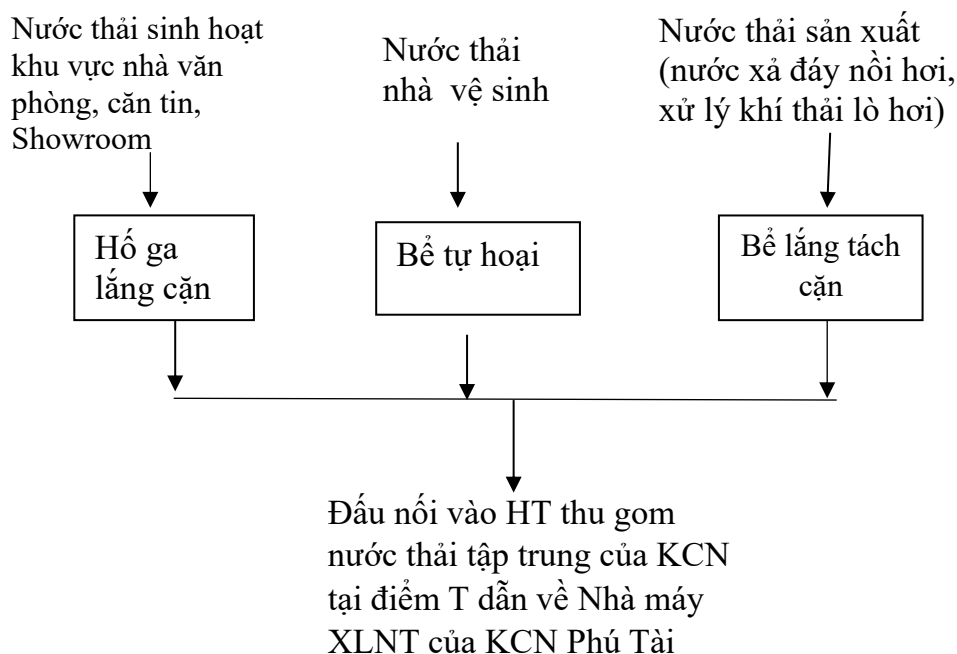 Nước thải sinh hoạt
khu vực nhà văn
phòng, căn tin,
Showroom
Nước thải
nhà vệ sinh
Nước thải sản xuất
(nước xả đáy nồi hơi,
xử lý khí thải lò hơi)
Hố ga
lắng cặn
Bể tự hoại
Bể lắng tách
cặn
Đấu nối vào HT thu gom
nước thải tập trung của KCN
tại điểm T dẫn về Nhà máy
XLNT của KCN Phú Tài